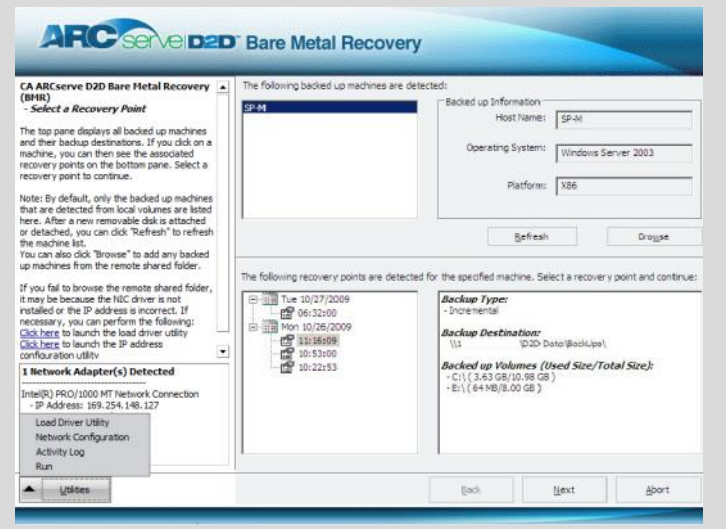 ARCserve D2D™ Bare Metal Recovery
CA ARCserve D2D Bare Metal Recovery
(BMR)
- Select a Recovery Point
The top pane displays all backed up machines
and their backup destinations. If you click on a
machine, you can then see the associated
recovery points on the bottom pane. Select a
recovery point to continue.
Note: By default, only the backed up machines
that are detected from local volumes are listed
here. After a new removable disk is attached
or detached, you can click "Refresh" to refresh
the machine list.
You can also click "Browse" to add any backed
up machines from the remote shared folder.
If you fail to browse the remote shared folder,
it may be because the NIC driver is not
installed or the IP address is incorrect. If
necessary, you can perform the following:
Click here to launch the load driver utility
Click here to launch the IP address
configuration utility
1 Network Adapter(s) Detected
------------------------------------
Intel(R) PRO/1000 MT Network Connection
- IP Address: 169.254.148.127
Load Driver Utility
Network Configuration
Activity Log
Run
Utilities
The following backed up machines are detected:
SP-M
Backed up Information
Host Name: SP-M
Operating System: Windows Server 2003
Platform: X86
Refresh Browse
The following recovery points are detected for the specified machine. Select a recovery point and continue:
Tue 10/27/2009
06:32:00
Mon 10/26/2009
11:16:09
10:53:00
10:22:53
Backup Type:
- Incremental
Backup Destination:
\\1 \D2D-Data\BackUps\
Backed up Volumes (Used Size/Total Size):
- C:\ ( 3.63 GB/10.98 GB )
- E:\ ( 64 MB/8.00 GB )
Back Next Abort